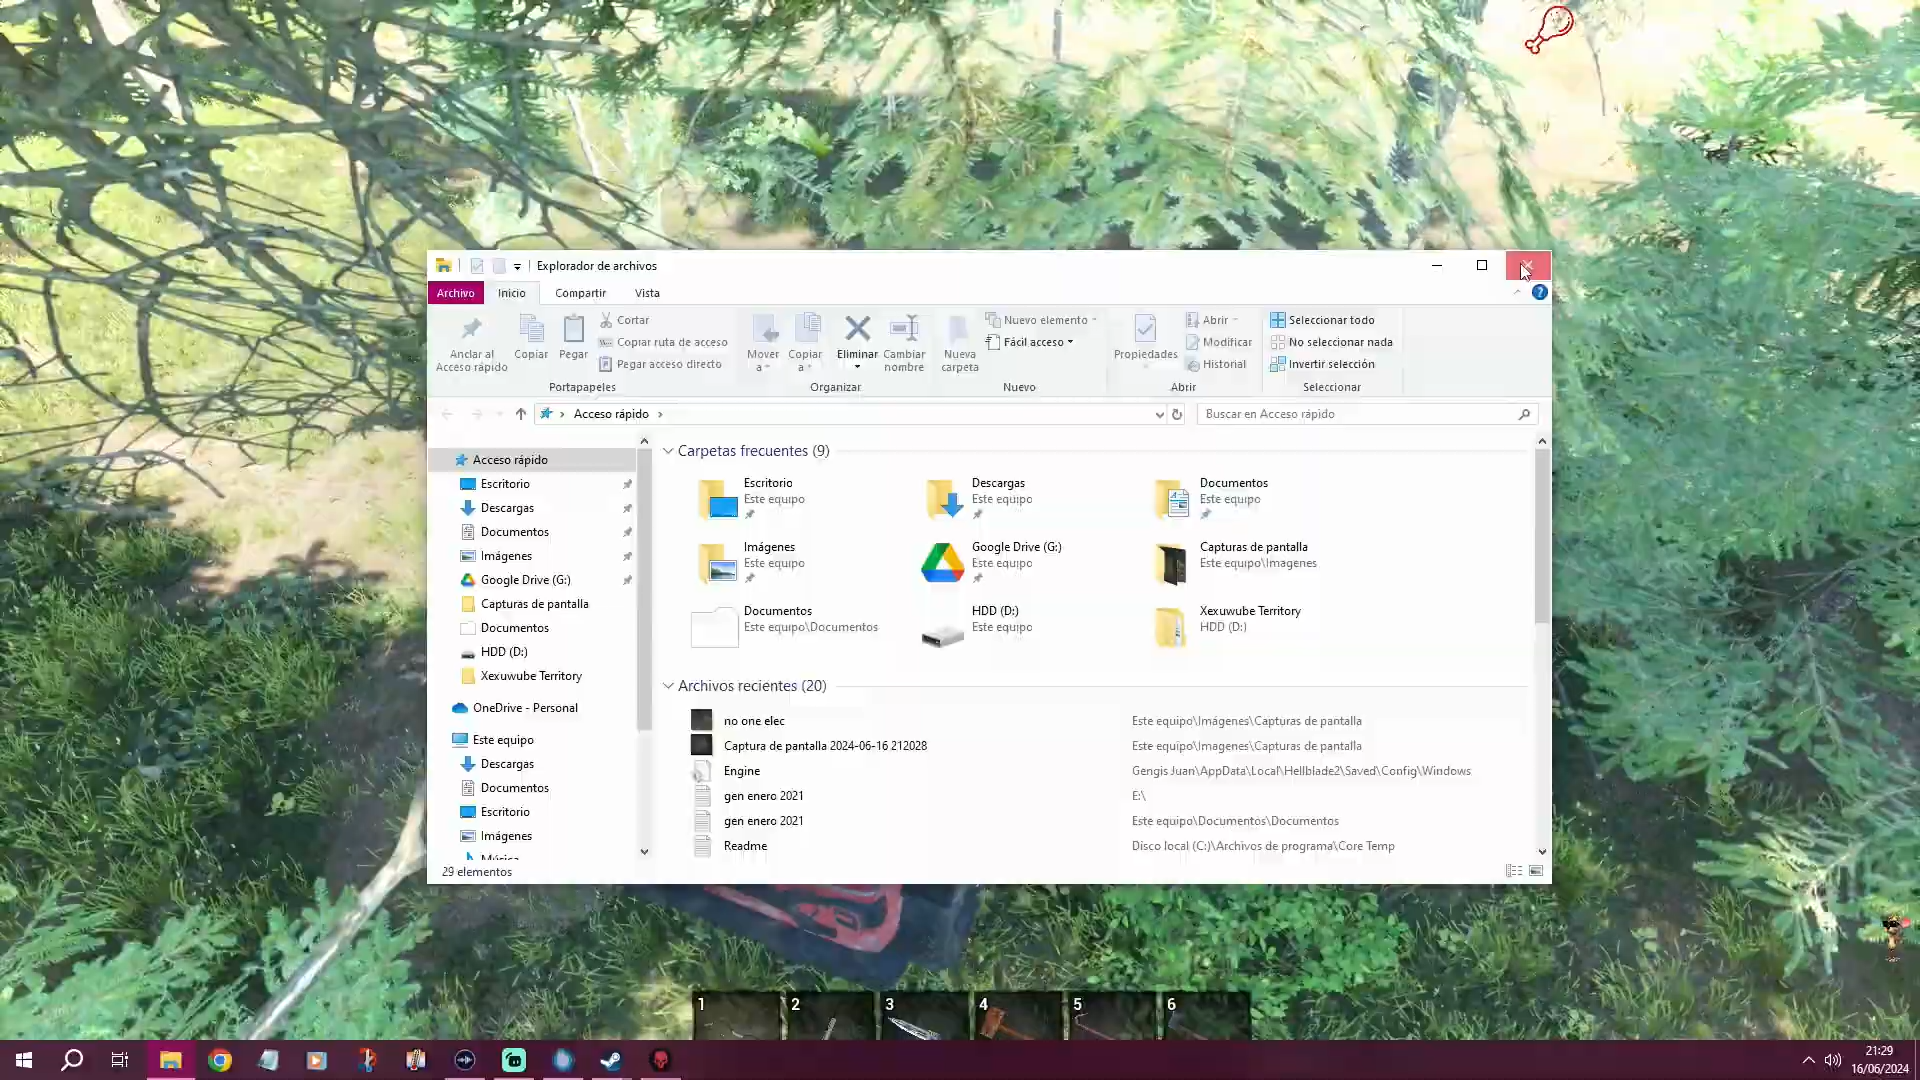 Explorador de archivos
Archivo Inicio Compartir Vista
Anclar al Acceso rápido
Copiar
Pegar
Cortar
Copiar ruta de acceso
Pegar acceso directo
Portapapeles
Mover a
Copiar a
Eliminar
Cambiar nombre
Organizar
Nueva carpeta
Nuevo elemento
Fácil acceso
Nuevo
Propiedades
Abrir
Modificar
Historial
Abrir
Seleccionar todo
No seleccionar nada
Invertir selección
Seleccionar
Acceso rápido
Buscar en Acceso rápido
Acceso rápido
Escritorio
Descargas
Documentos
Imágenes
Google Drive (G:)
Capturas de pantalla
Documentos
HDD (D:)
Xexuwube Territory
OneDrive - Personal
Este equipo
Descargas
Documentos
Escritorio
Imágenes
Música
29 elementos
Carpetas frecuentes (9)
Escritorio
Este equipo
Descargas
Este equipo
Documentos
Este equipo
Imágenes
Este equipo
Google Drive (G:)
Este equipo
Capturas de pantalla
Este equipo\Imagenes
Documentos
Este equipo\Documentos
HDD (D:)
Este equipo
Xexuwube Territory
HDD (D:)
Archivos recientes (20)
no one elec Este equipo\Imágenes\Capturas de pantalla
Captura de pantalla 2024-06-16 212028 Este equipo\Imagenes\Capturas de pantalla
Engine Gengis Juan\AppData\Local\Hellblade2\Saved\Config\Windows
gen enero 2021 E:\
gen enero 2021 Este equipo\Documentos\Documentos
Readme Disco local (C:)\Archivos de programa\Core Temp
1 2 3 4 5 6
21:29
16/06/2024